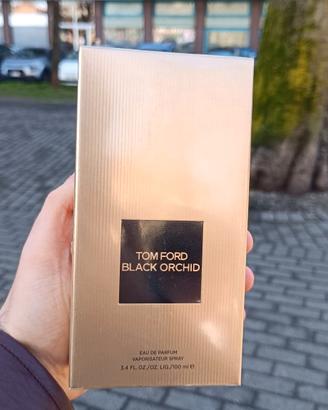 TOM FORD
BLACK ORCHID
EAU DE PARFUM
VAPORISATEUR SPRAY
3.4 FL.OZ./OZ. LIQ./100 ml ℮